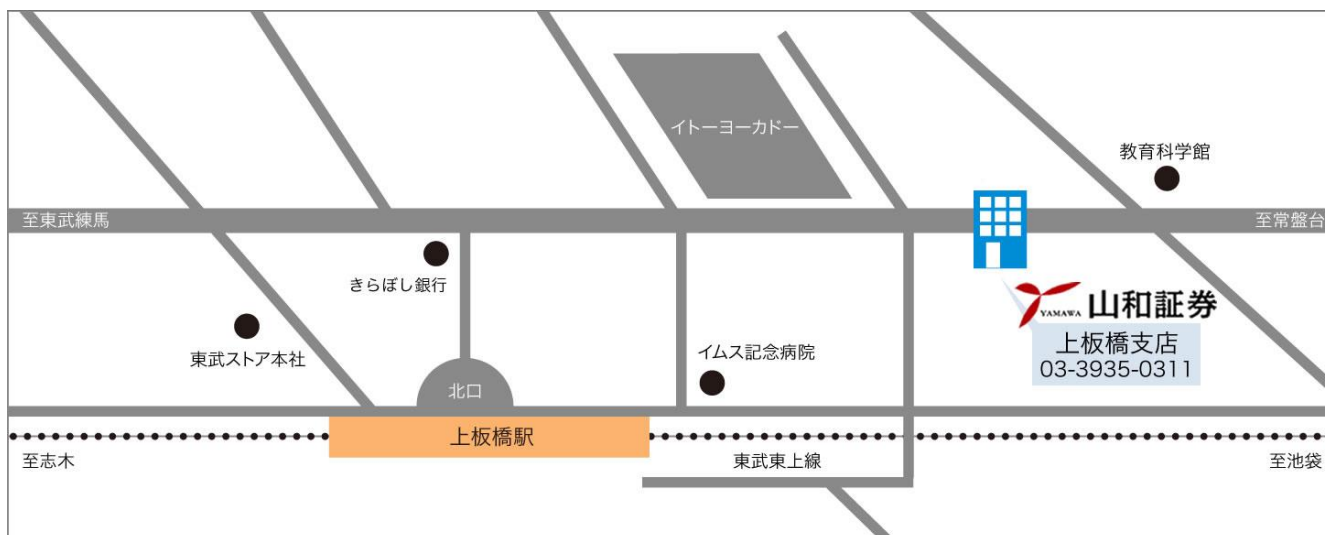 イトーヨーカドー
教育科学館
至東武練馬
至常盤台
きらぼし銀行
YAMAWA 山和証券
上板橋支店
03-3935-0311
東武ストア本社
イムス記念病院
北口
上板橋駅
至志木
東武東上線
至池袋